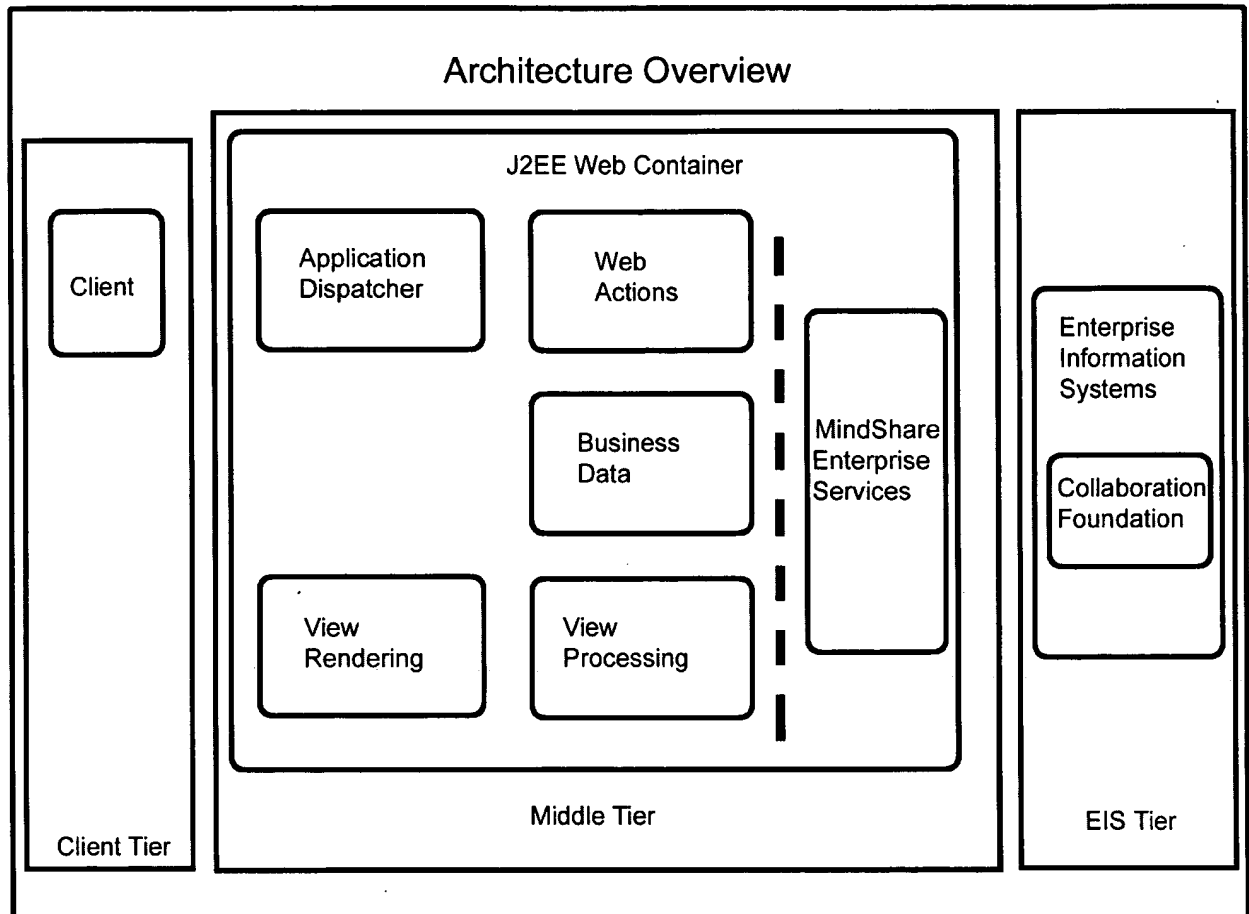 Architecture Overview
J2EE Web Container
Client
Application
Dispatcher
Web
Actions
Business
Data
View
Rendering
View
Processing
MindShare
Enterprise
Services
Enterprise
Information
Systems
Collaboration
Foundation
Client Tier
Middle Tier
EIS Tier